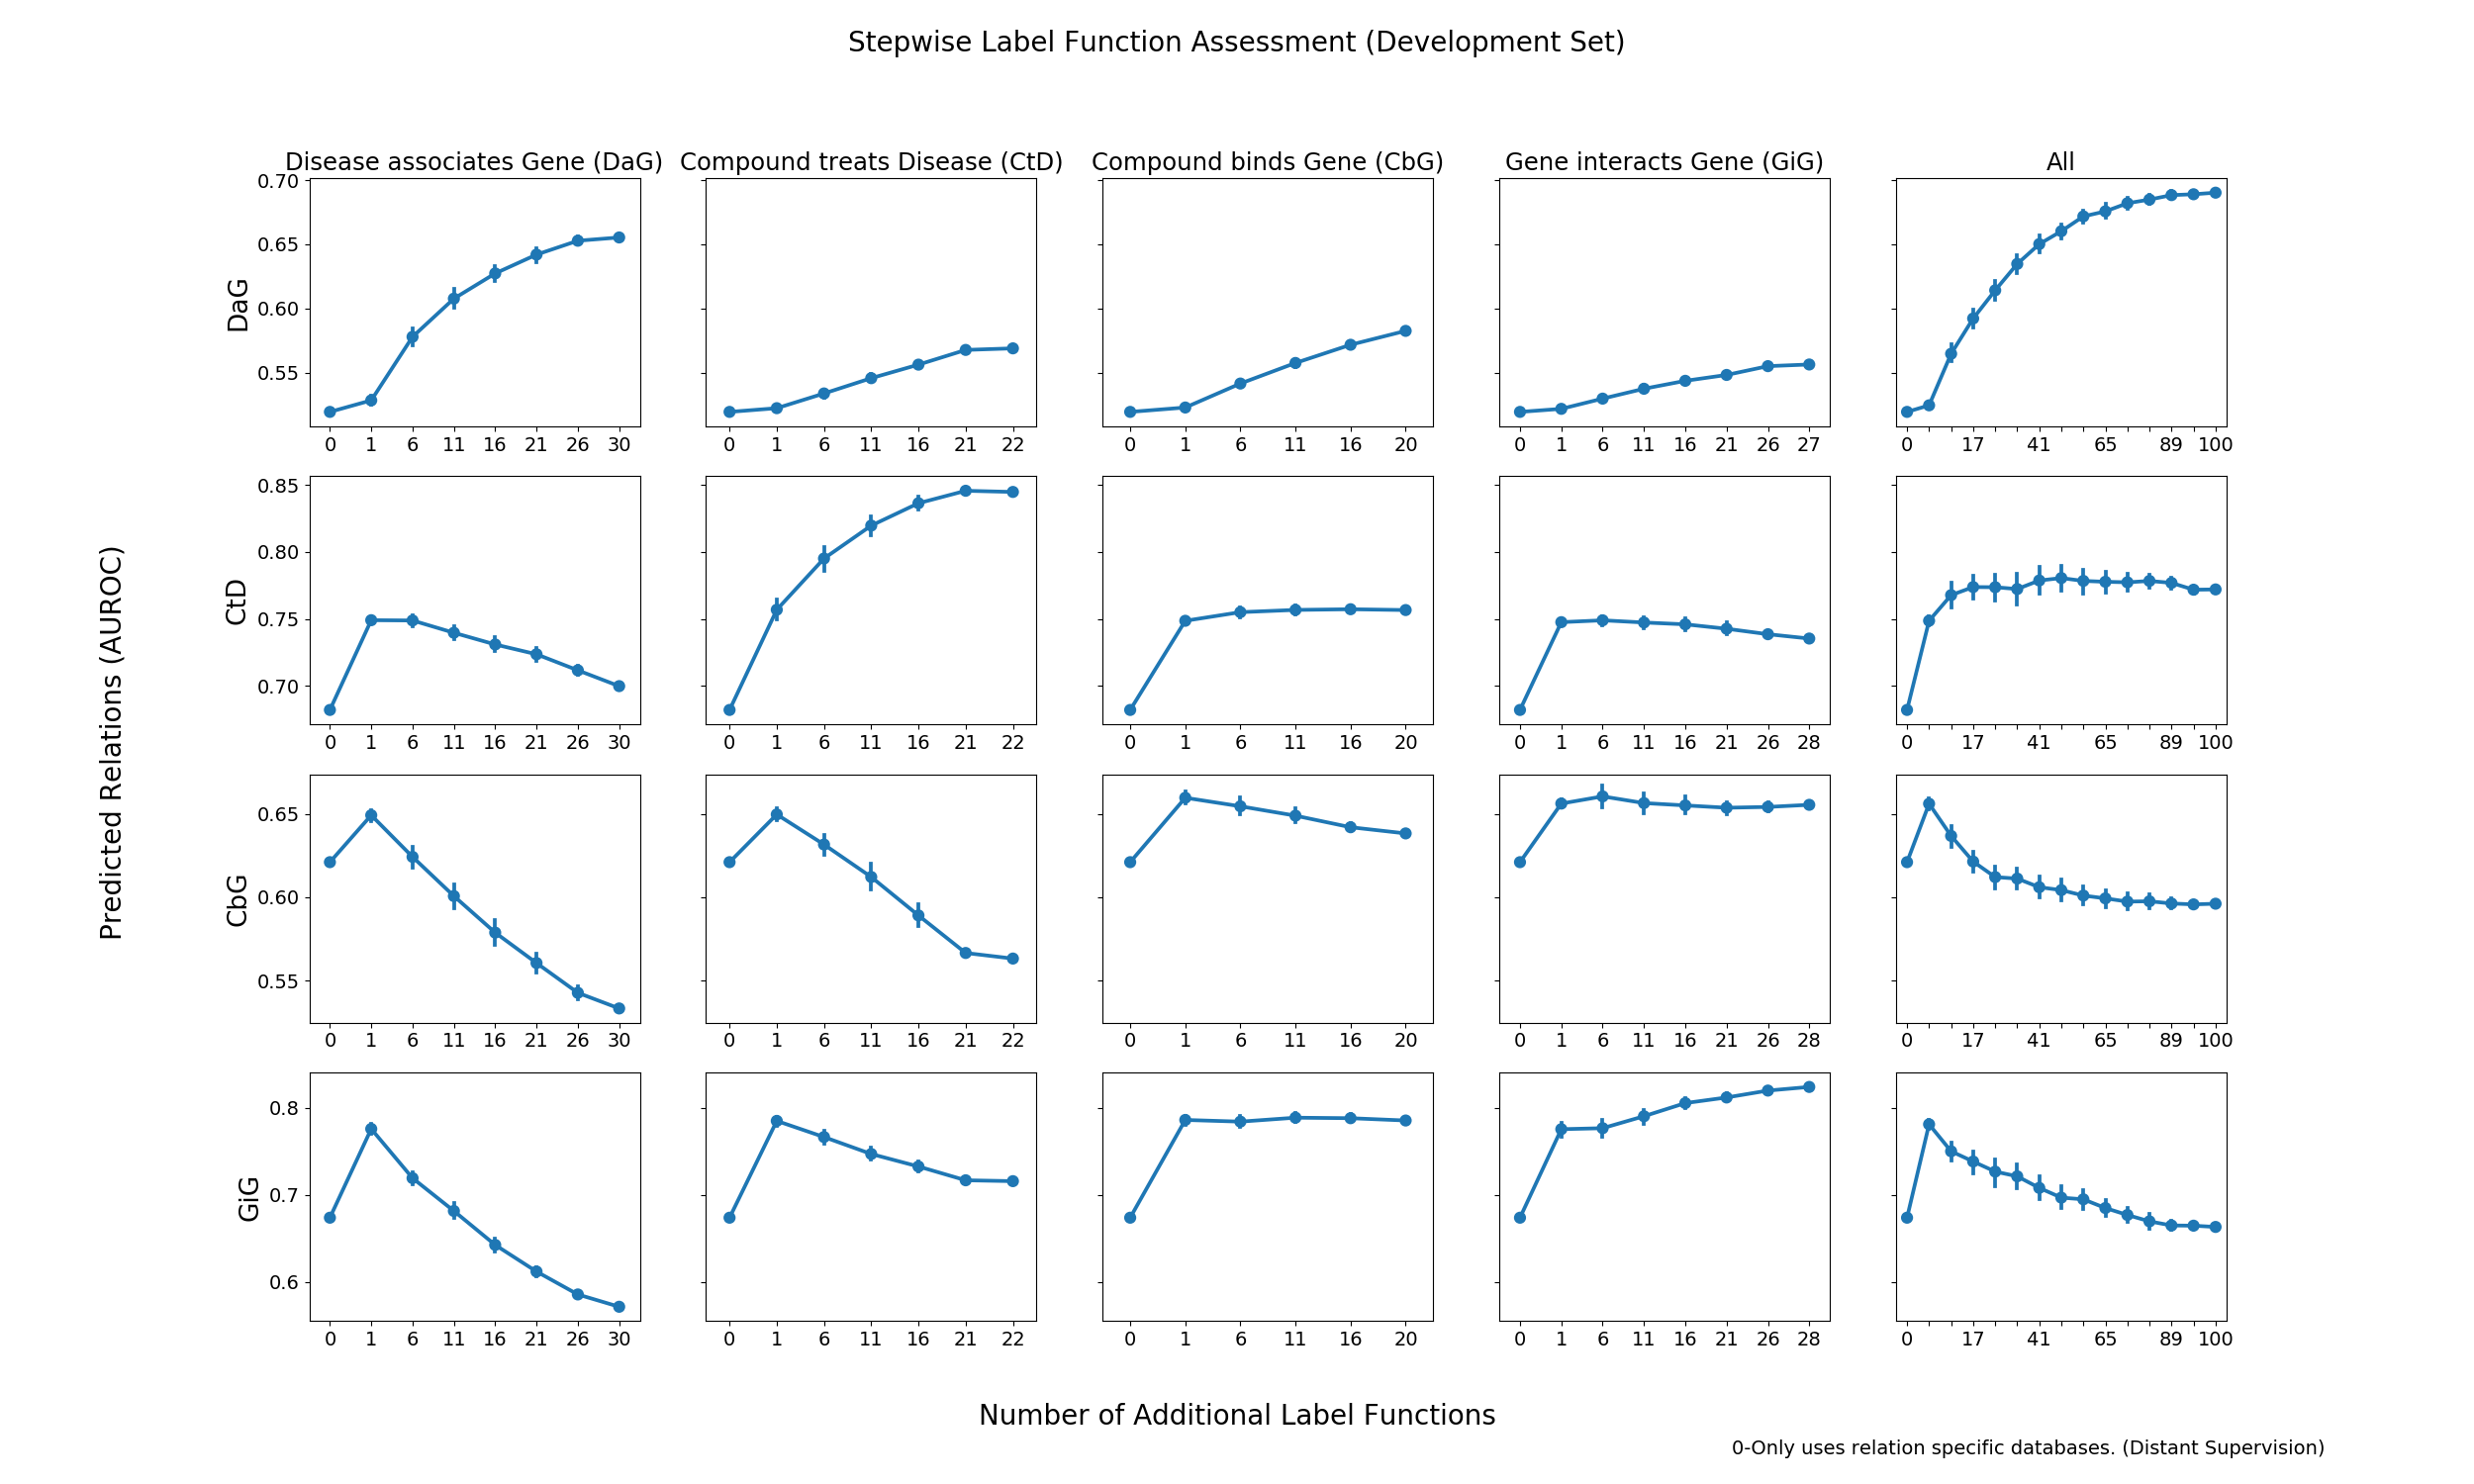 Stepwise Label Function Assessment (Development Set)
Disease associates Gene (DaG) Compound treats Disease (CtD) Compound binds Gene (CbG) Gene interacts Gene (GiG) All
Predicted Relations (AUROC)
DaG
0.70
0.65
0.60
0.55
0 1 6 11 16 21 26 30 0 1 6 11 16 21 22 0 1 6 11 16 20 0 1 6 11 16 21 26 27 0 17 41 65 89 100
CtD
0.85
0.80
0.75
0.70
0 1 6 11 16 21 26 30 0 1 6 11 16 21 22 0 1 6 11 16 20 0 1 6 11 16 21 26 28 0 17 41 65 89 100
CbG
0.65
0.60
0.55
0 1 6 11 16 21 26 30 0 1 6 11 16 21 22 0 1 6 11 16 20 0 1 6 11 16 21 26 28 0 17 41 65 89 100
GiG
0.8
0.7
0.6
0 1 6 11 16 21 26 30 0 1 6 11 16 21 22 0 1 6 11 16 20 0 1 6 11 16 21 26 28 0 17 41 65 89 100
Number of Additional Label Functions
0-Only uses relation specific databases. (Distant Supervision)